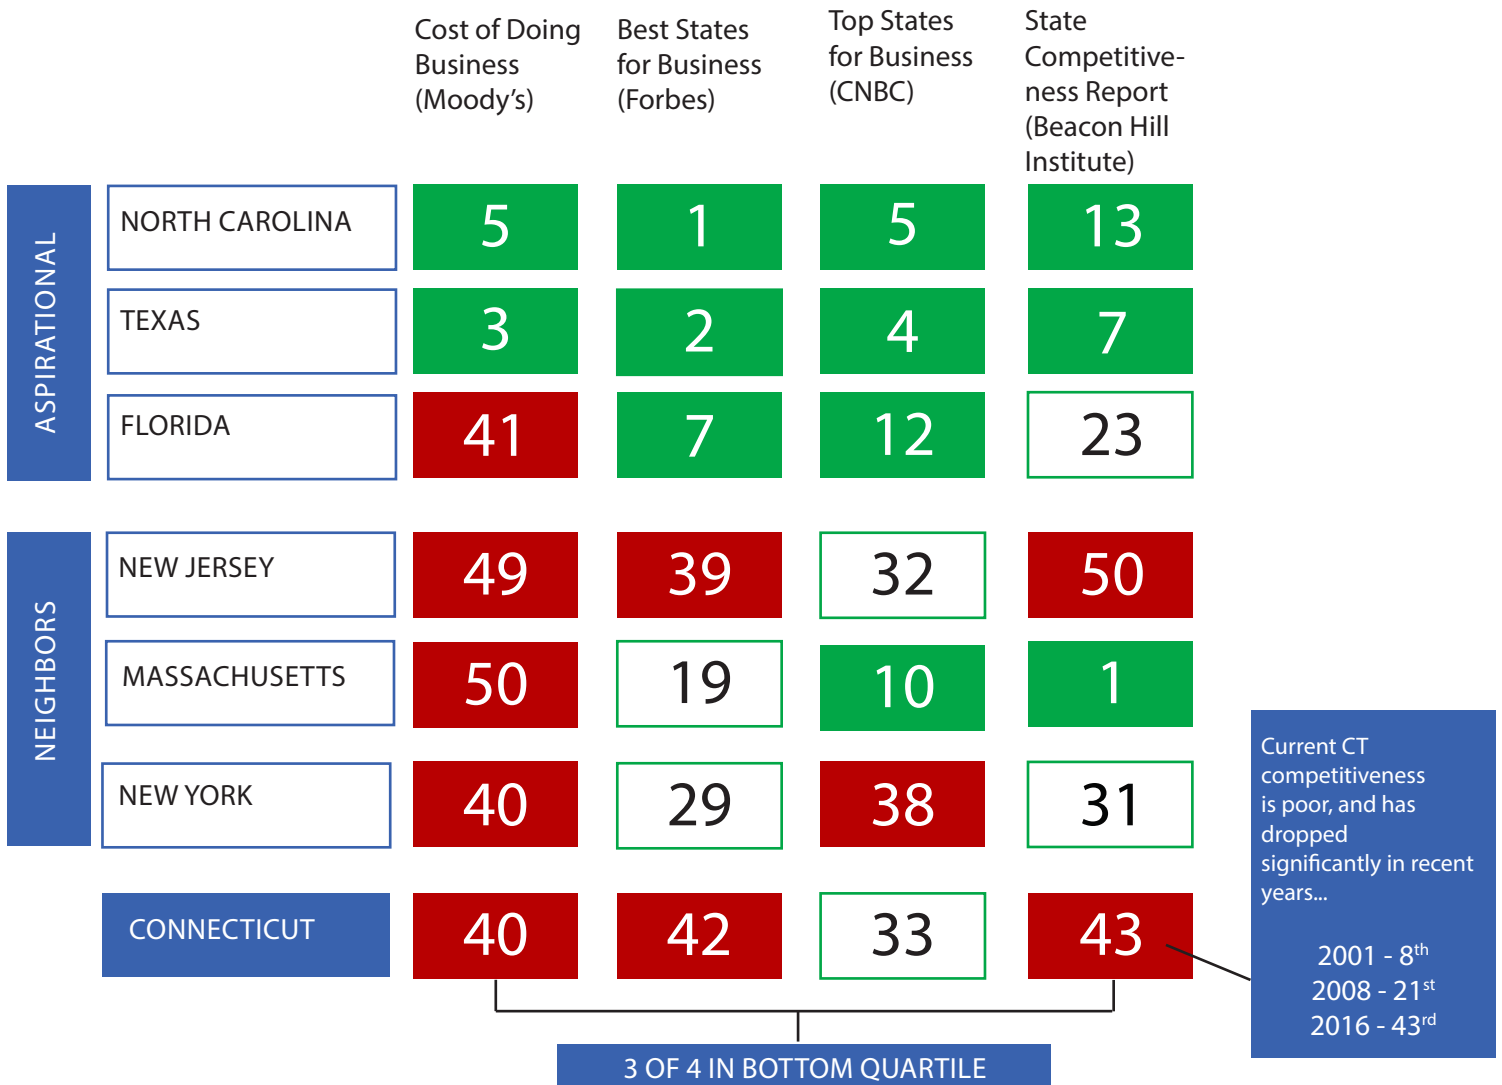 Cost of Doing
Business
(Moody's)
Best States
for Business
(Forbes)
Top States
for Business
(CNBC)
State
Competitive-
ness Report
(Beacon Hill
Institute)
ASPIRATIONAL
NORTH CAROLINA
5
1
5
13
TEXAS
3
2
4
7
FLORIDA
41
7
12
23
NEIGHBORS
NEW JERSEY
49
39
32
50
MASSACHUSETTS
50
19
10
1
NEW YORK
40
29
38
31
CONNECTICUT
40
42
33
43
Current CT
competitiveness
is poor, and has
dropped
significantly in recent
years...
2001 - 8th
2008 - 21st
2016 - 43rd
3 OF 4 IN BOTTOM QUARTILE